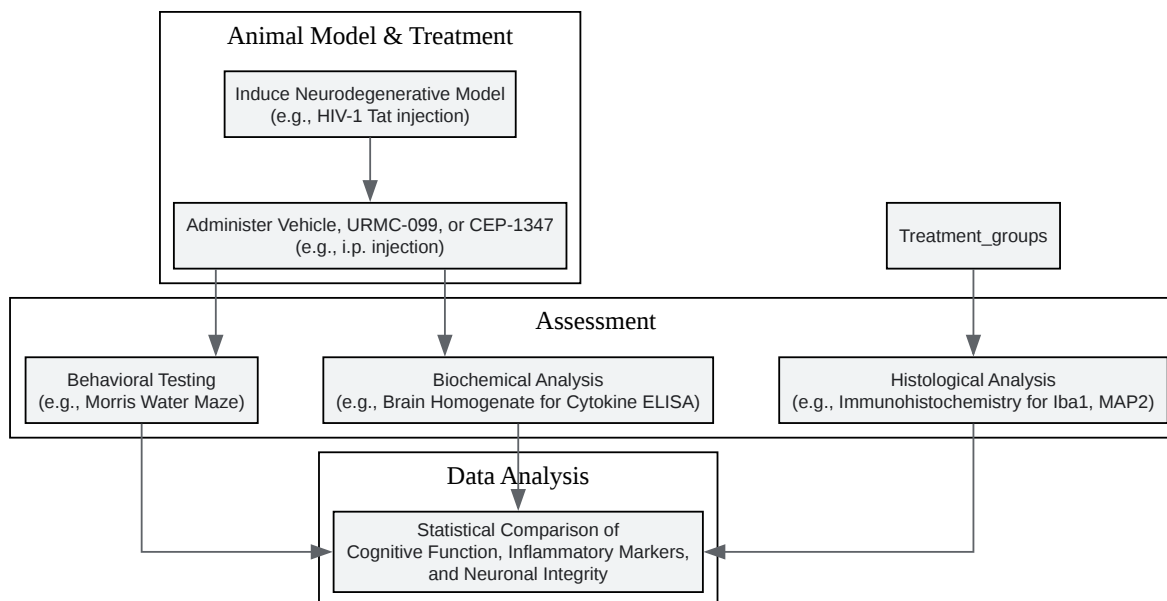 Animal Model & Treatment
Induce Neurodegenerative Model
(e.g., HIV-1 Tat injection)
Administer Vehicle, URMC-099, or CEP-1347
(e.g., i.p. injection)
Treatment_groups
Assessment
Behavioral Testing
(e.g., Morris Water Maze)
Biochemical Analysis
(e.g., Brain Homogenate for Cytokine ELISA)
Histological Analysis
(e.g., Immunohistochemistry for Iba1, MAP2)
Data Analysis
Statistical Comparison of
Cognitive Function, Inflammatory Markers,
and Neuronal Integrity